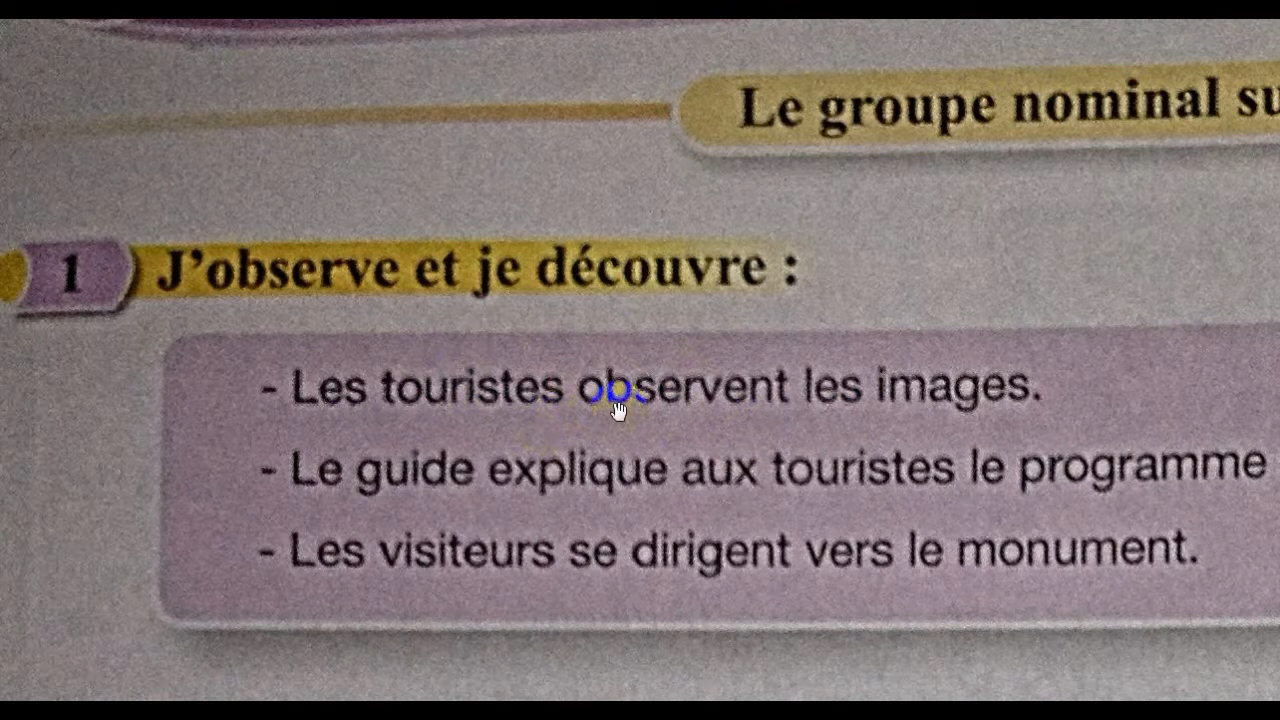 Le groupe nominal su
1 J'observe et je découvre :
- Les touristes observent les images.
- Le guide explique aux touristes le programme
- Les visiteurs se dirigent vers le monument.